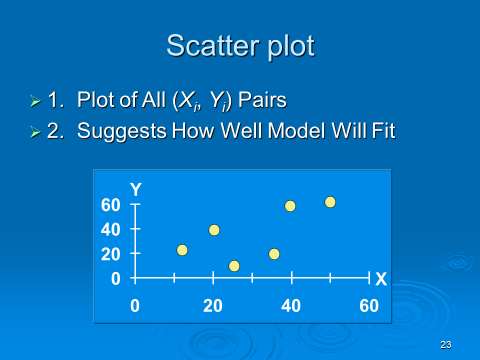 Scatter plot
1. Plot of All (Xi, Yi) Pairs
2. Suggests How Well Model Will Fit
Y
60
40
20
0
X
0 20 40 60
23